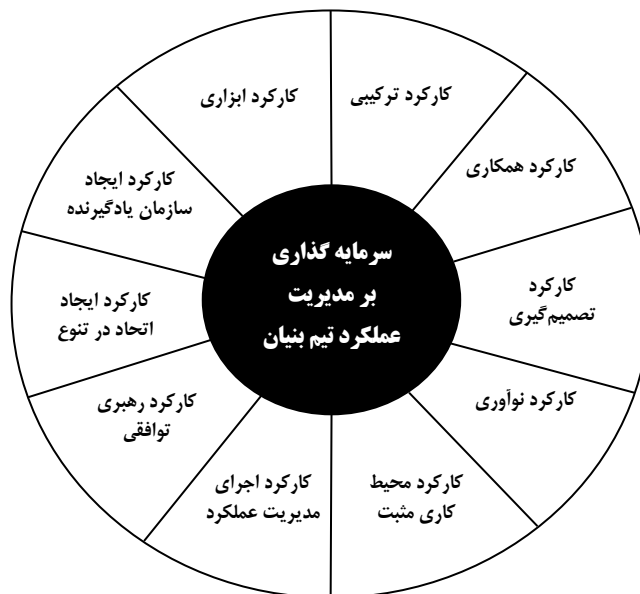 کارکرد ترکیبی
کارکرد همکاری
کارکرد
تصمیم‌گیری
کارکرد نوآوری
کارکرد محیط
کاری مثبت
کارکرد اجرای
مدیریت عملکرد
کارکرد رهبری
توافقی
کارکرد ایجاد
اتحاد در تنوع
کارکرد ایجاد
سازمان یادگیرنده
کارکرد ابزاری
سرمایه گذاری
بر مدیریت
عملکرد تیم بنیان